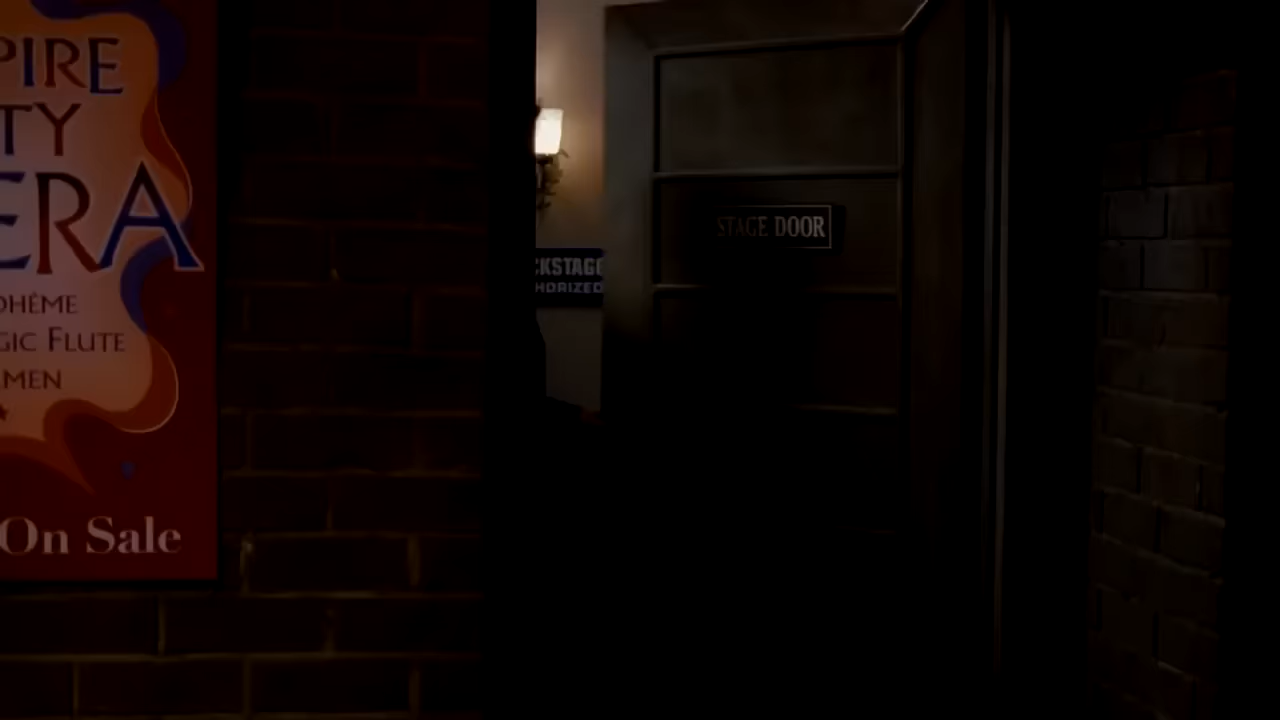 PIRE
TY
ERA
OHÈME
GIC FLUTE
MEN
On Sale
STAGE DOOR
CKSTAGE
HORIZED